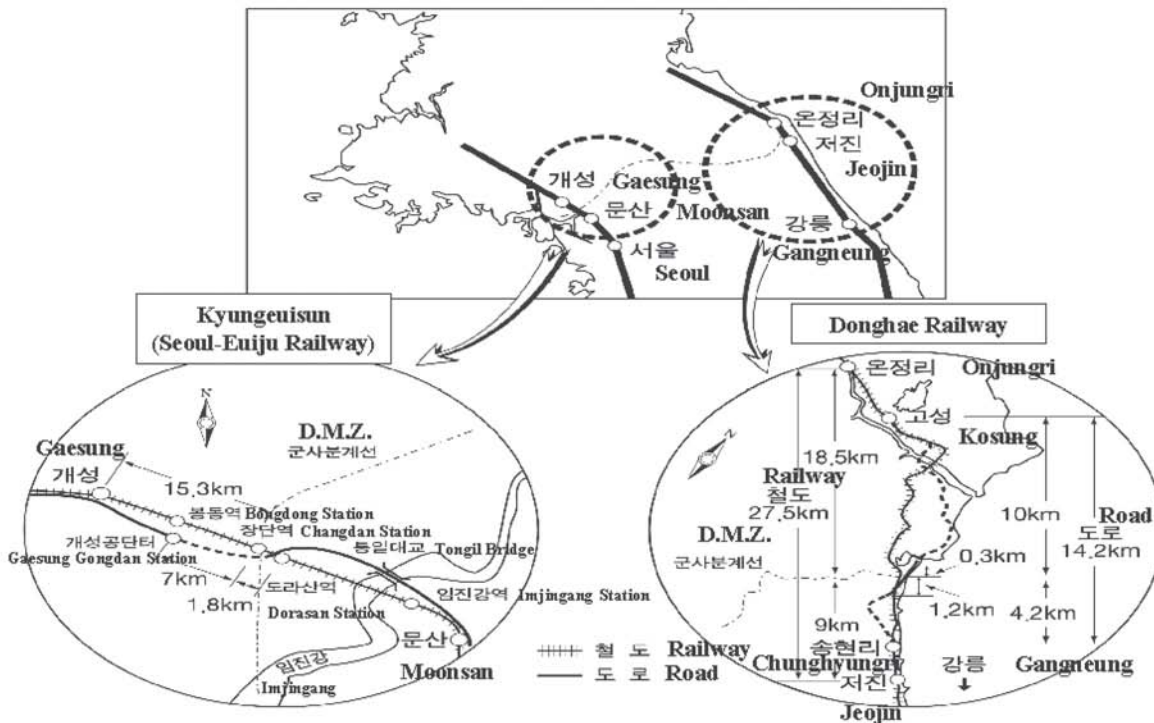 Onjungri
온정리
저진
Jeojin
개성 Gaesung
문산 Moonsan
강릉
Gangneung
서울
Seoul
Kyungeuisun
(Seoul-Euiju Railway)
Donghae Railway
N
D.M.Z.
군사분계선
Gaesung
개성
15.3km
봉동역 Bongdong Station
장단역 Changdan Station
개성공단터
통일대교
Tongil Bridge
Gaesung Gongdan Station
7km
도라산역
1.8km
임진강역 Imjingang Station
Dorasan Station
문산
Moonsan
임진강
Imjingang
철 도 Railway
도 로 Road
온정리 Onjungri
고성
Kosung
N
18.5km
Railway
철도
27.5km
10km
Road
도로
14.2km
D.M.Z.
군사분계선
0.3km
1.2km
4.2km
9km
송현리
Chunghyungri
강릉 Gangneung
저진
Jeojin